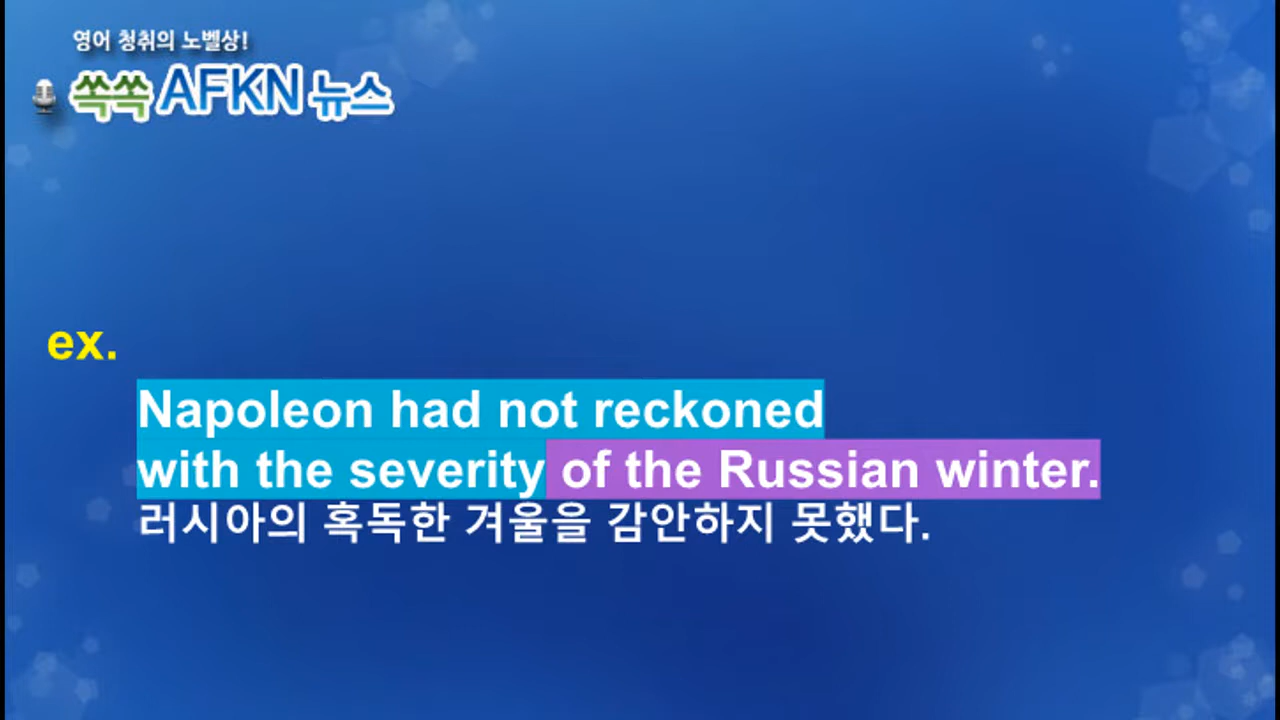 영어 청취의 노벨상!
쏙쏙 AFKN 뉴스
ex.
Napoleon had not reckoned
with the severity of the Russian winter.
러시아의 혹독한 겨울을 감안하지 못했다.